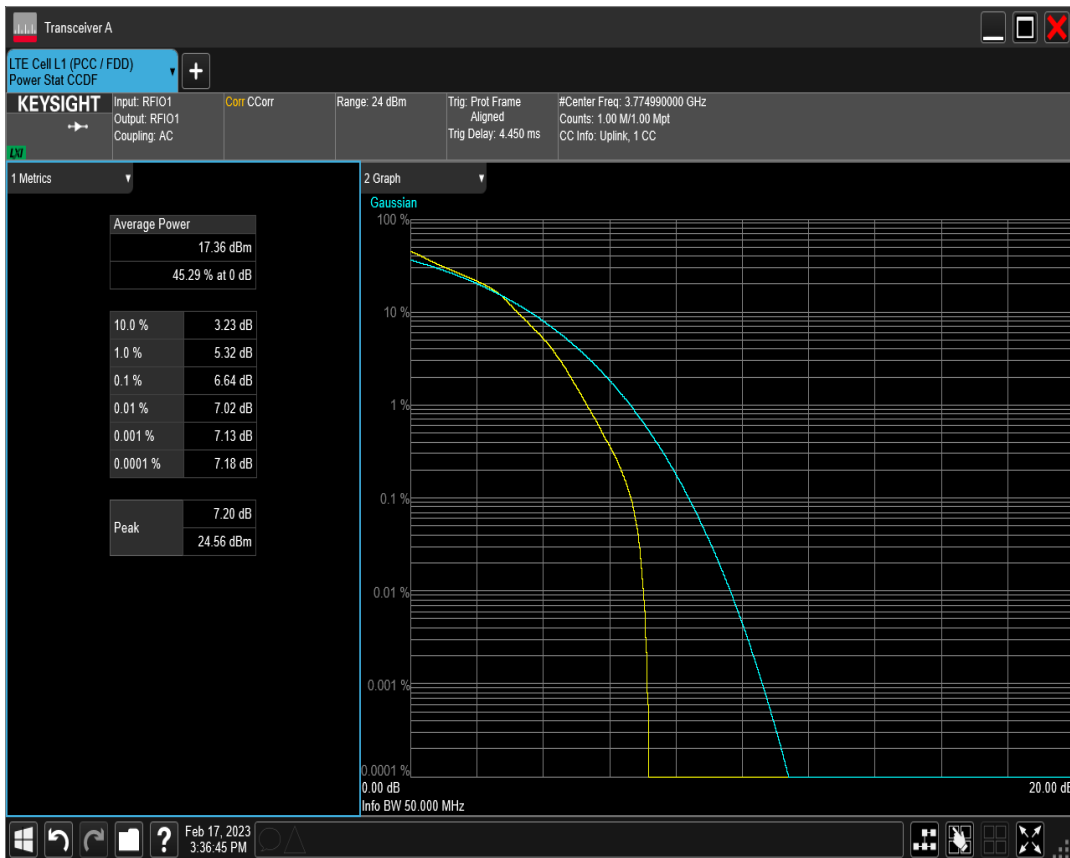 Transceiver A
LTE Cell L1 (PCC / FDD)
Power Stat CCDF
KEYSIGHT
LXI
Input: RFIO1
Output: RFIO1
Coupling: AC
Corr CCorr
Range: 24 dBm
Trig: Prot Frame
Aligned
Trig Delay: 4.450 ms
#Center Freq: 3.774990000 GHz
Counts: 1.00 M/1.00 Mpt
CC Info: Uplink, 1 CC
1 Metrics
Average Power
17.36 dBm
45.29 % at 0 dB
10.0 % 3.23 dB
1.0 % 5.32 dB
0.1 % 6.64 dB
0.01 % 7.02 dB
0.001 % 7.13 dB
0.0001 % 7.18 dB
Peak
7.20 dB
24.56 dBm
2 Graph
Gaussian
100 %
10 %
1 %
0.1 %
0.01 %
0.001 %
0.0001 %
0.00 dB 20.00 dB
Info BW 50.000 MHz
?
Feb 17, 2023
3:36:45 PM